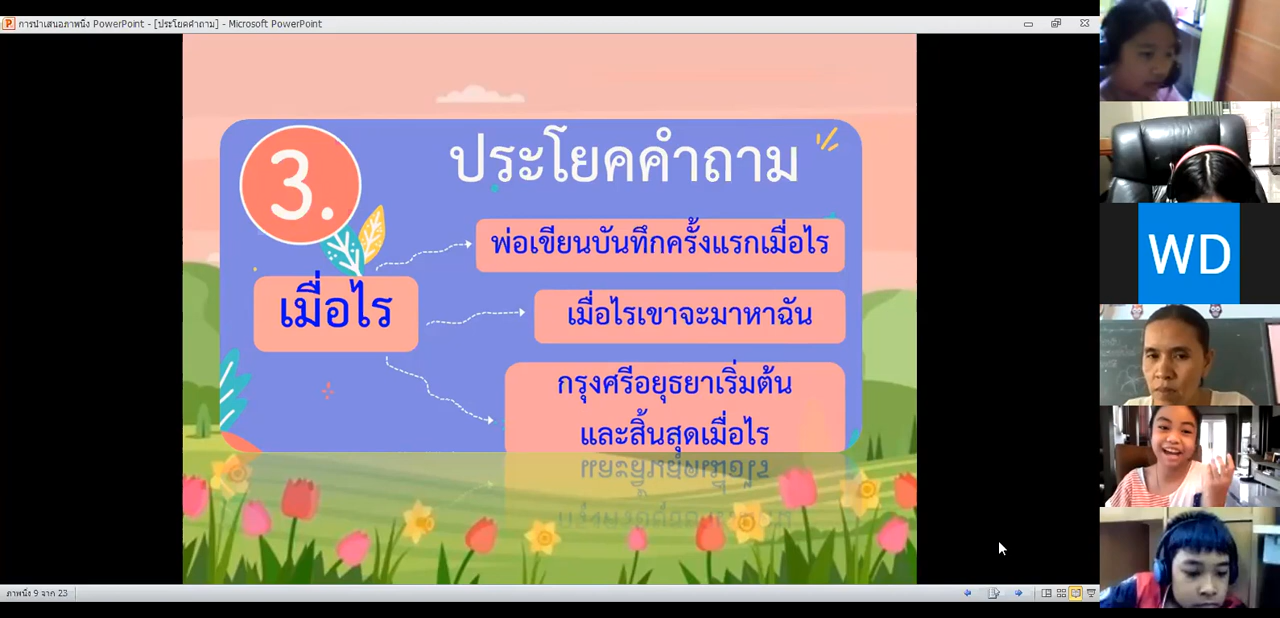 การนำเสนอภาพนิ่ง PowerPoint - [ประโยคคำถาม] - Microsoft PowerPoint
3.
ประโยคคำถาม
เมื่อไร
พ่อเขียนบันทึกครั้งแรกเมื่อไร
เมื่อไรเขาจะมาหาฉัน
กรุงศรีอยุธยาเริ่มต้น
และสิ้นสุดเมื่อไร
WD
ภาพนิ่ง 9 จาก 23